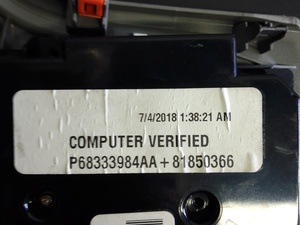 7/4/2018 1:38:21 AM
COMPUTER VERIFIED
P68333984AA + 81850366